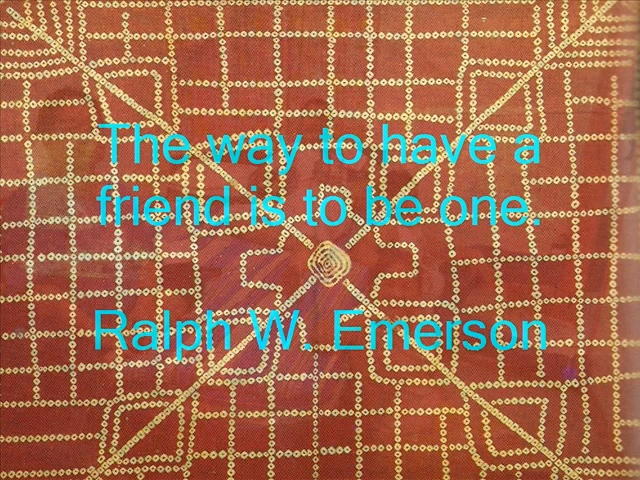 The way to have a
friend is to be one.
Ralph W. Emerson